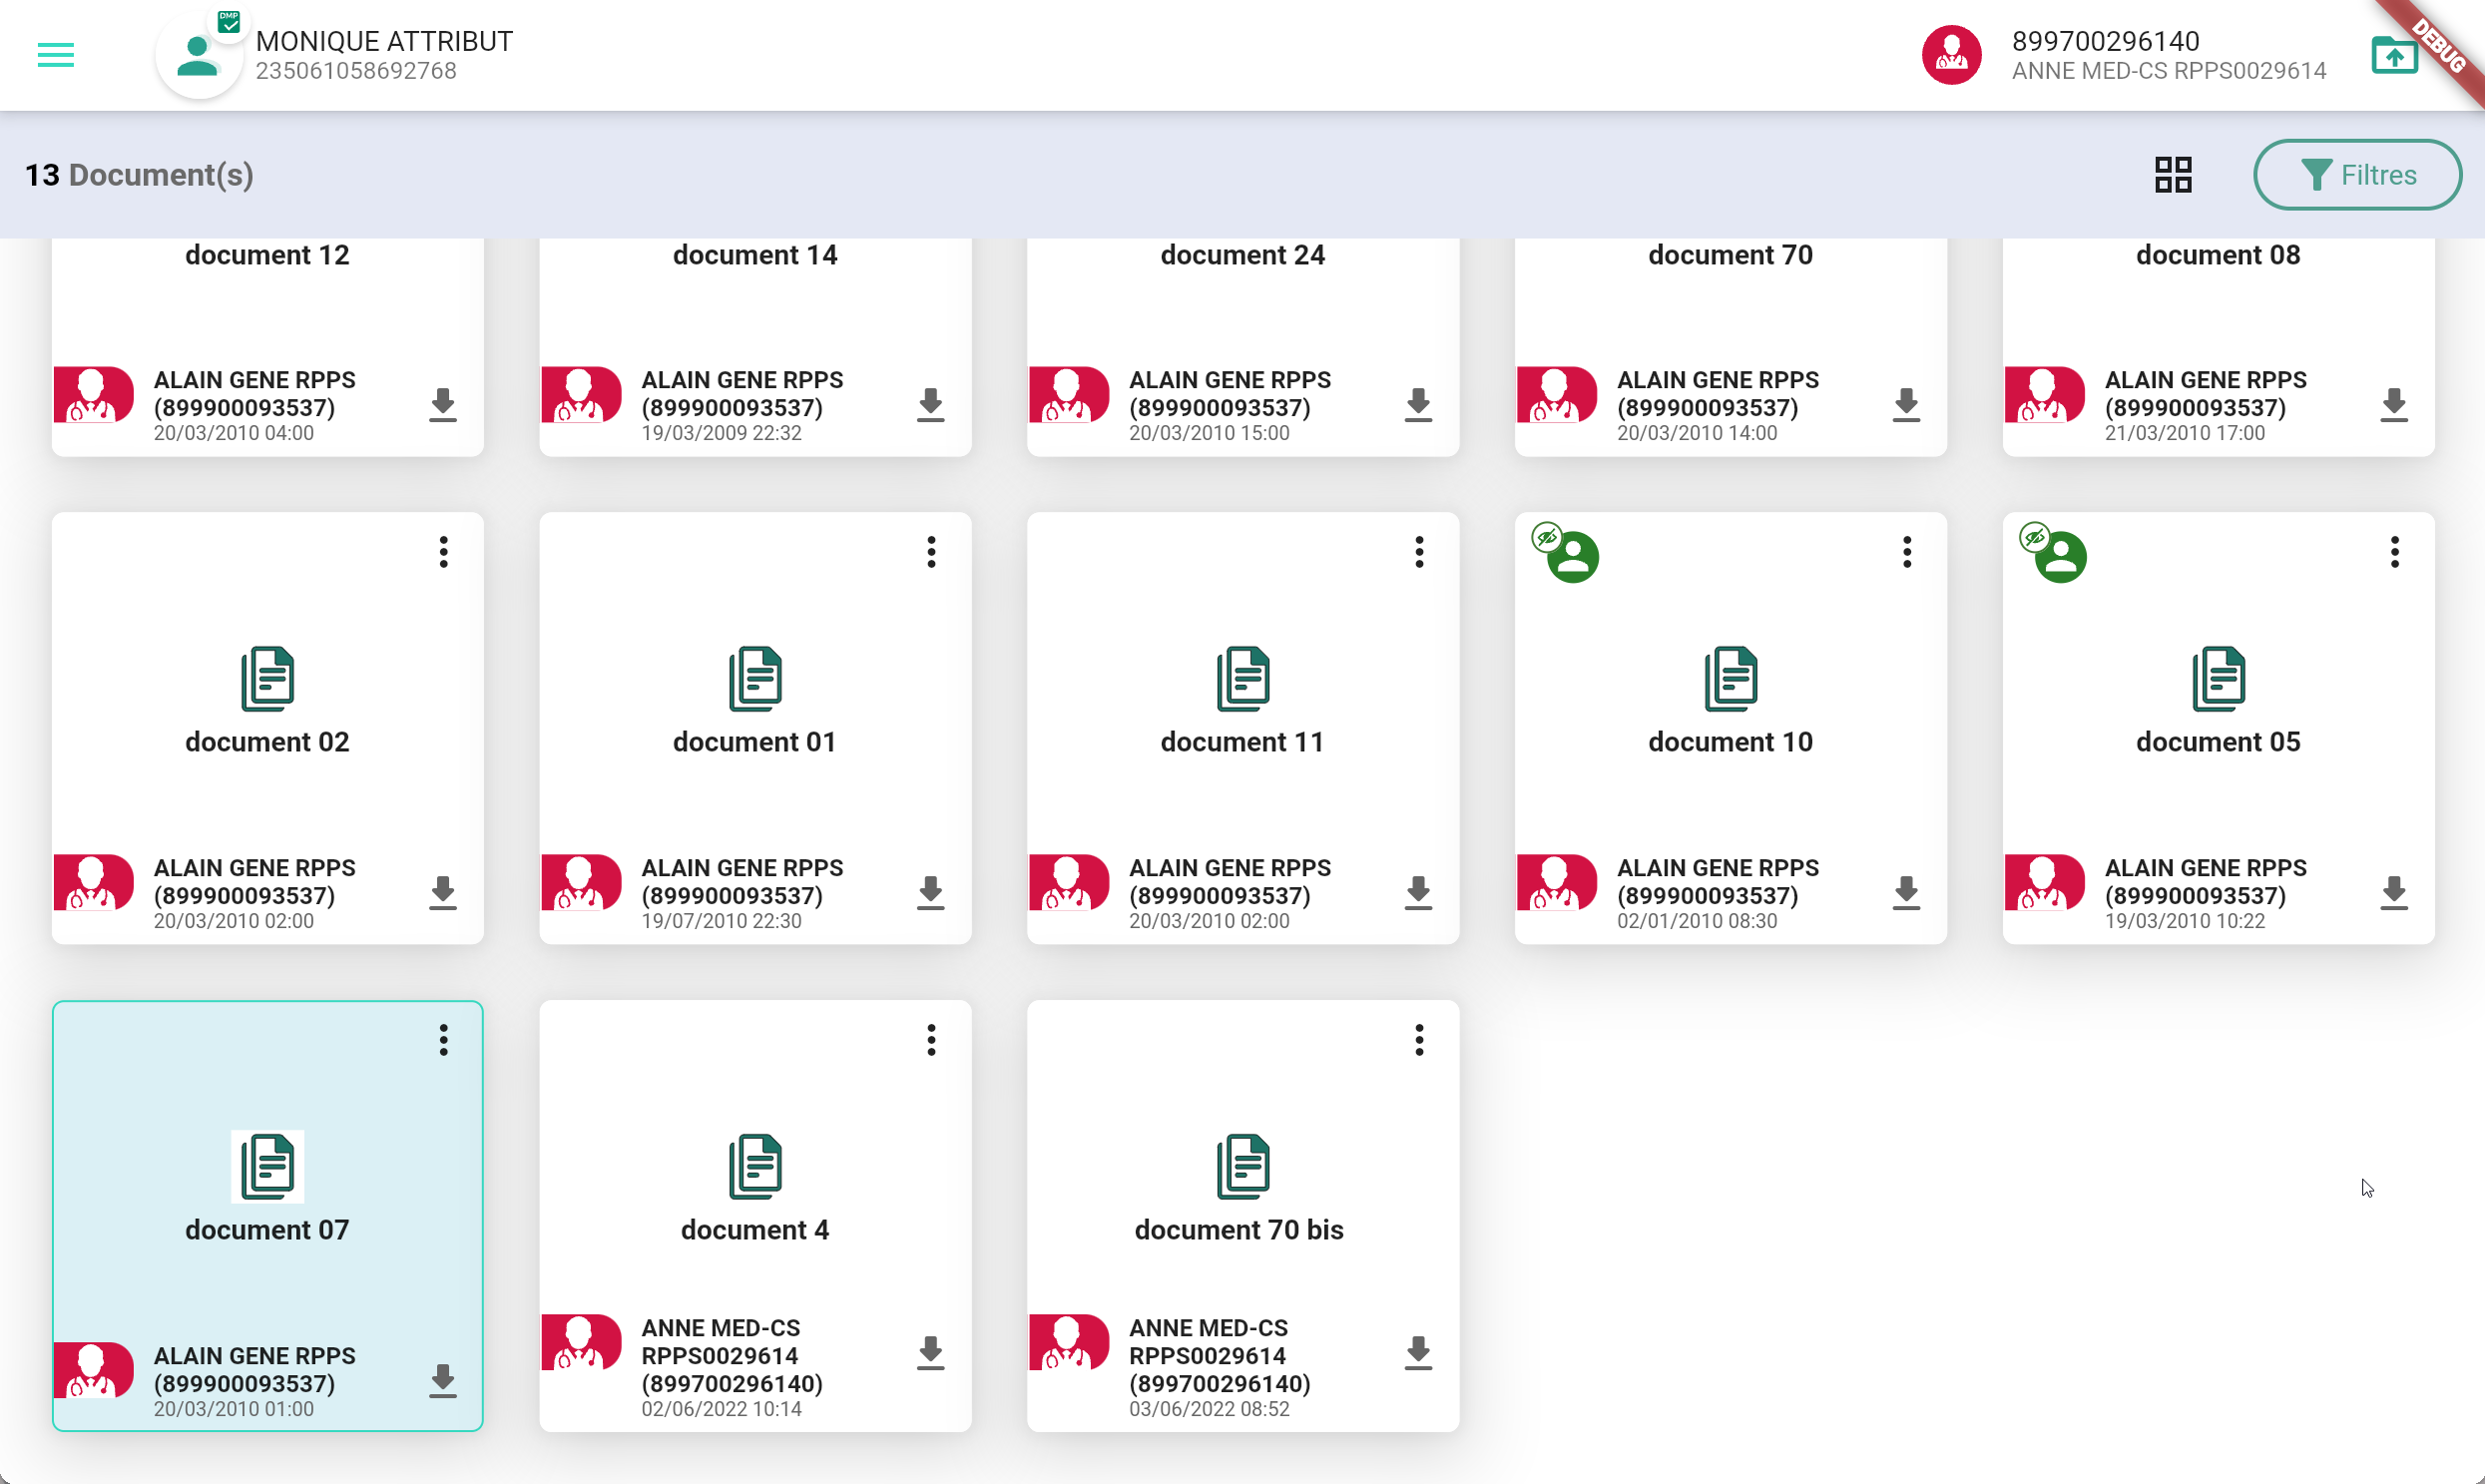 DMP
MONIQUE ATTRIBUT
235061058692768
899700296140
ANNE MED-CS RPPS0029614
DEBUG
13 Document(s)
Filtres
document 12
document 14
document 24
document 70
document 08
ALAIN GENE RPPS
(899900093537)
20/03/2010 04:00
ALAIN GENE RPPS
(899900093537)
19/03/2009 22:32
ALAIN GENE RPPS
(899900093537)
20/03/2010 15:00
ALAIN GENE RPPS
(899900093537)
20/03/2010 14:00
ALAIN GENE RPPS
(899900093537)
21/03/2010 17:00
document 02
ALAIN GENE RPPS
(899900093537)
20/03/2010 02:00
document 01
ALAIN GENE RPPS
(899900093537)
19/07/2010 22:30
document 11
ALAIN GENE RPPS
(899900093537)
20/03/2010 02:00
document 10
ALAIN GENE RPPS
(899900093537)
02/01/2010 08:30
document 05
ALAIN GENE RPPS
(899900093537)
19/03/2010 10:22
document 07
ALAIN GENE RPPS
(899900093537)
20/03/2010 01:00
document 4
ANNE MED-CS
RPPS0029614
(899700296140)
02/06/2022 10:14
document 70 bis
ANNE MED-CS
RPPS0029614
(899700296140)
03/06/2022 08:52